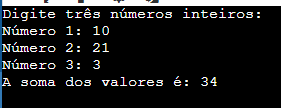 Digite três números inteiros:
Número 1: 10
Número 2: 21
Número 3: 3
A soma dos valores é: 34